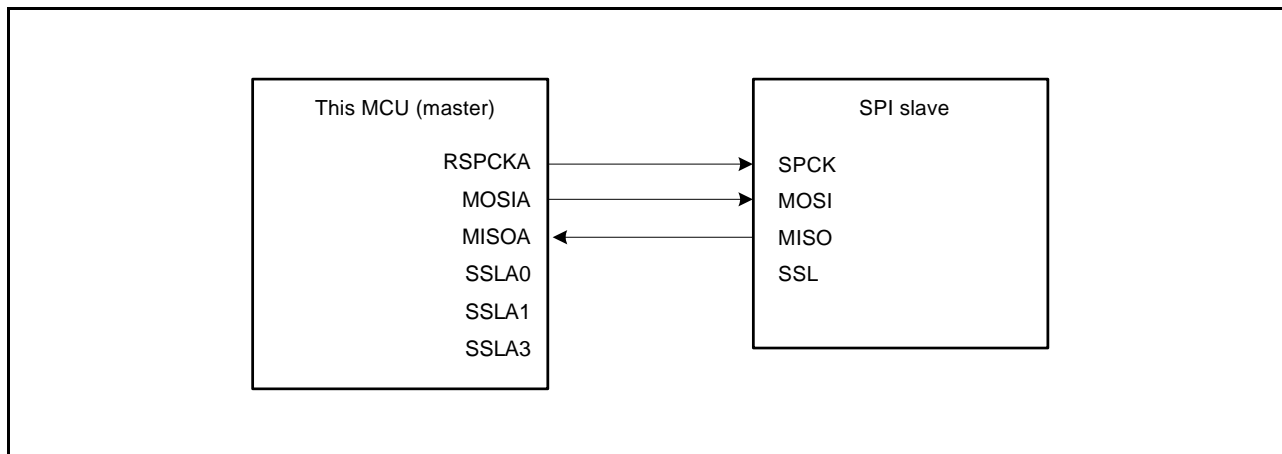 This MCU (master)
RSPCKA
MOSIA
MISOA
SSLA0
SSLA1
SSLA3
SPI slave
SPCK
MOSI
MISO
SSL